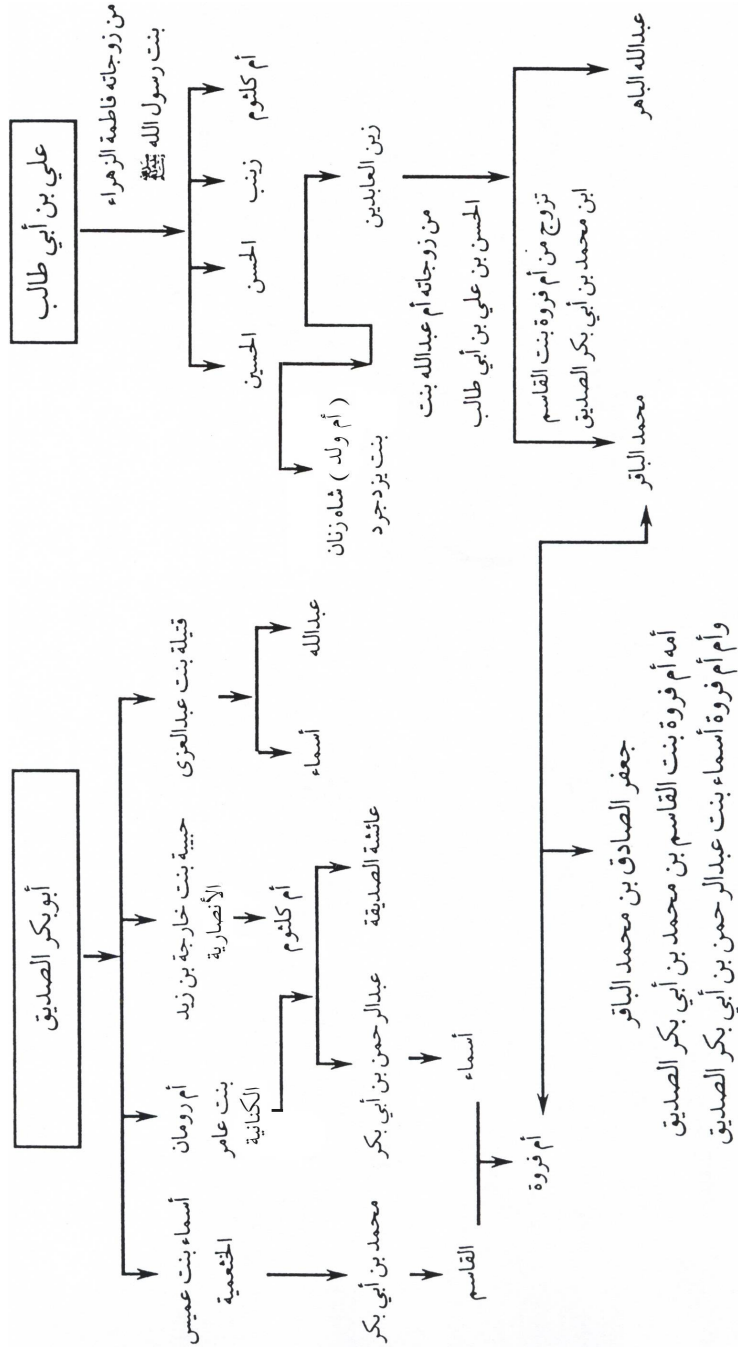 علي بن أبي طالب
من زوجاته فاطمة الزهراء
بنت رسول الله ﷺ
الحسين
الحسن
زينب
أم كلثوم
(أم ولد) شاه زنان
بنت يزدجرد
زين العابدين
من زوجاته أم عبدالله بنت
الحسن بن علي بن أبي طالب
تزوج من أم فروة بنت القاسم
ابن محمد بن أبي بكر الصديق
محمد الباقر
عبدالله الباهر
أبو بكر الصديق
قتيلة بنت عبدالعزى
حبيبة بنت خارجة بن زيد
الأنصارية
أم رومان
بنت عامر
الكنانية
أسماء بنت عميس
الخثعمية
عبدالله
أسماء
أم كلثوم
عائشة الصديقة
عبدالرحمن بن أبي بكر
محمد بن أبي بكر
أسماء
القاسم
أم فروة
جعفر الصادق بن محمد الباقر
أمه أم فروة بنت القاسم بن محمد بن أبي بكر الصديق
وأم أم فروة أسماء بنت عبدالرحمن بن أبي بكر الصديق